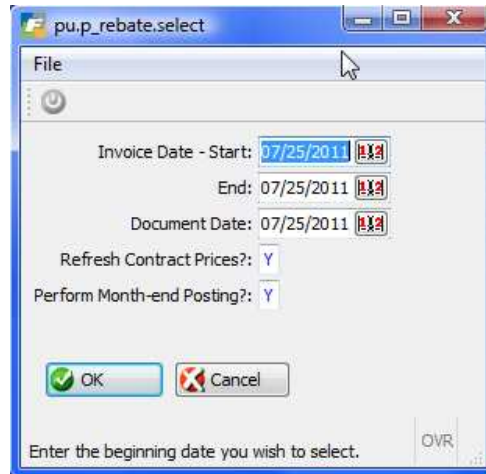 pu.p_rebate.select
File
Invoice Date - Start: 07/25/2011
End: 07/25/2011
Document Date: 07/25/2011
Refresh Contract Prices?: Y
Perform Month-end Posting?: Y
OK Cancel
Enter the beginning date you wish to select. OVR